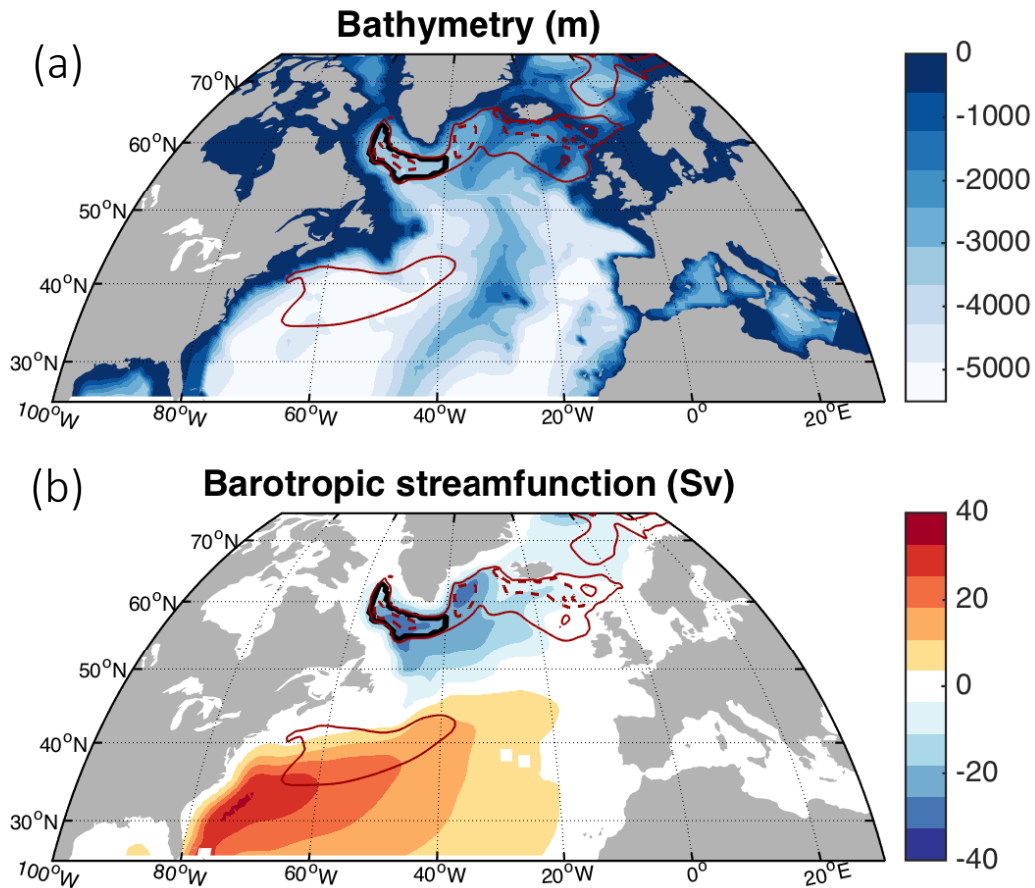 Bathymetry (m)
(a)
70°N
60°N
50°N
40°N
30°N
100°W
80°W
60°W
40°W
20°W
0°
20°E
0
-1000
-2000
-3000
-4000
-5000
Barotropic streamfunction (Sv)
(b)
70°N
60°N
50°N
40°N
30°N
100°W
80°W
60°W
40°W
20°W
0°
20°E
40
20
0
-20
-40